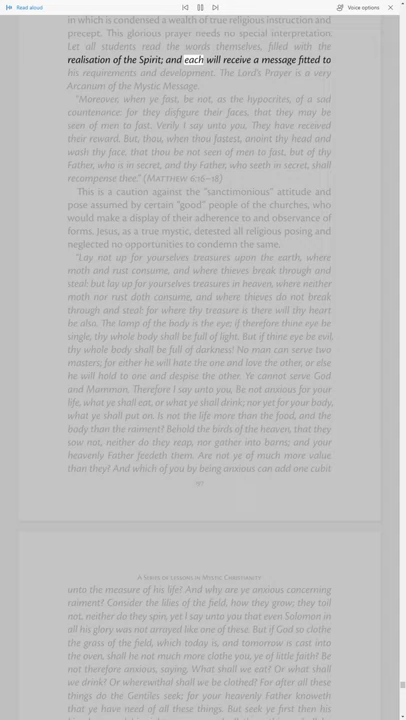 Read aloud
Voice options
in which is condensed a wealth of true religious instruction and
precept. This glorious prayer needs no special interpretation.
Let all students read the words themselves, filled with the
realisation of the Spirit; and each will receive a message fitted to
his requirements and development. The Lord's Prayer is a very
Arcanum of the Mystic Message.
"Moreover, when ye fast, be not, as the hypocrites, of a sad
countenance: for they disfigure their faces, that they may be
seen of men to fast. Verily I say unto you, They have received
their reward. But, thou, when thou fastest, anoint thy head and
wash thy face, that thou be not seen of men to fast, but of thy
Father, who is in secret, and thy Father, who seeth in secret, shall
recompense thee." (Matthew 6:16–18)
This is a caution against the "sanctimonious" attitude and
pose assumed by certain "good" people of the churches, who
would make a display of their adherence to and observance of
forms. Jesus, as a true mystic, detested all religious posing and
neglected no opportunities to condemn the same.
"Lay not up for yourselves treasures upon the earth, where
moth and rust consume, and where thieves break through and
steal: but lay up for yourselves treasures in heaven, where neither
moth nor rust doth consume, and where thieves do not break
through and steal: for where thy treasure is there will thy heart
be also. The lamp of the body is the eye; if therefore thine eye be
single, thy whole body shall be full of light. But if thine eye be evil,
thy whole body shall be full of darkness! No man can serve two
masters; for either he will hate the one and love the other, or else
he will hold to one and despise the other. Ye cannot serve God
and Mammon. Therefore I say unto you, Be not anxious for your
life, what ye shall eat, or what ye shall drink; nor yet for your body,
what ye shall put on. Is not the life more than the food, and the
body than the raiment? Behold the birds of the heaven, that they
sow not, neither do they reap, nor gather into barns; and your
heavenly Father feedeth them. Are not ye of much more value
than they? And which of you by being anxious can add one cubit
A Series of Lessons in Mystic Christianity
unto the measure of his life? And why are ye anxious concerning
raiment? Consider the lilies of the field, how they grow; they toil
not, neither do they spin, yet I say unto you that even Solomon in
all his glory was not arrayed like one of these. But if God so clothe
the grass of the field, which today is, and tomorrow is cast into
the oven, shall he not much more clothe you, ye of little faith? Be
not therefore anxious, saying, What shall we eat? Or what shall
we drink? Or wherewithal shall we be clothed? For after all these
things do the Gentiles seek; for your heavenly Father knoweth
that ye have need of all these things. But seek ye first his